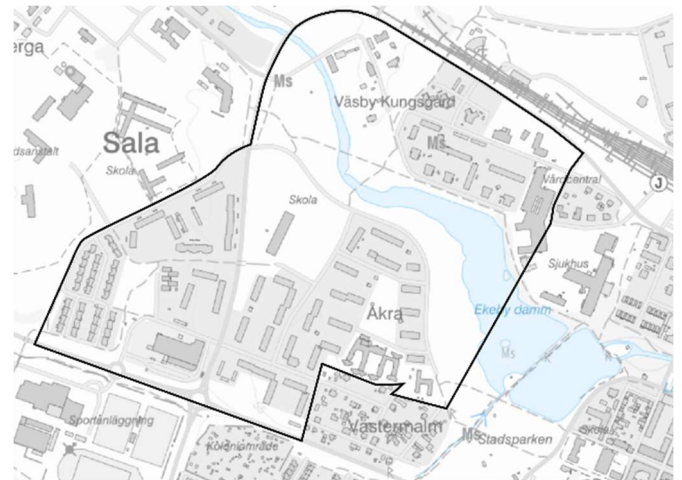 erga
Ms
Väsby Kungsgård
Sala
Ms
dsanstalt
Skola
Vårdcentral
J
Skola
Sjukhus
Ekeby damm
Åkra
Ms
Sportanläggning
Västermalm
Koloniområde
Ms
Stadsparken